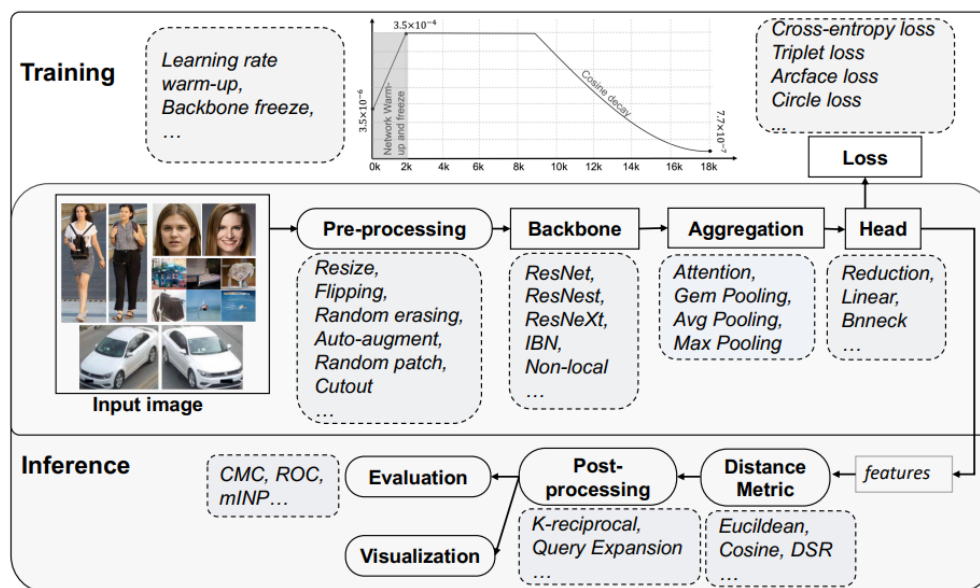 Training
Learning rate
warm-up,
Backbone freeze,
…
3.5×10⁻⁴
3.5×10⁻⁶
Network Warm-
up and freeze
Cosine decay
7.7×10⁻⁷
0k 2k 4k 6k 8k 10k 12k 14k 16k 18k
Cross-entropy loss
Triplet loss
Arcface loss
Circle loss
…
Loss
Input image
Pre-processing
Resize,
Flipping,
Random erasing,
Auto-augment,
Random patch,
Cutout
…
Backbone
ResNet,
ResNest,
ResNeXt,
IBN,
Non-local
…
Aggregation
Attention,
Gem Pooling,
Avg Pooling,
Max Pooling
Head
Reduction,
Linear,
Bnneck
…
Inference
CMC, ROC,
mINP…
Evaluation
Visualization
Post-
processing
K-reciprocal,
Query Expansion
…
Distance
Metric
Eucildean,
Cosine, DSR
…
features